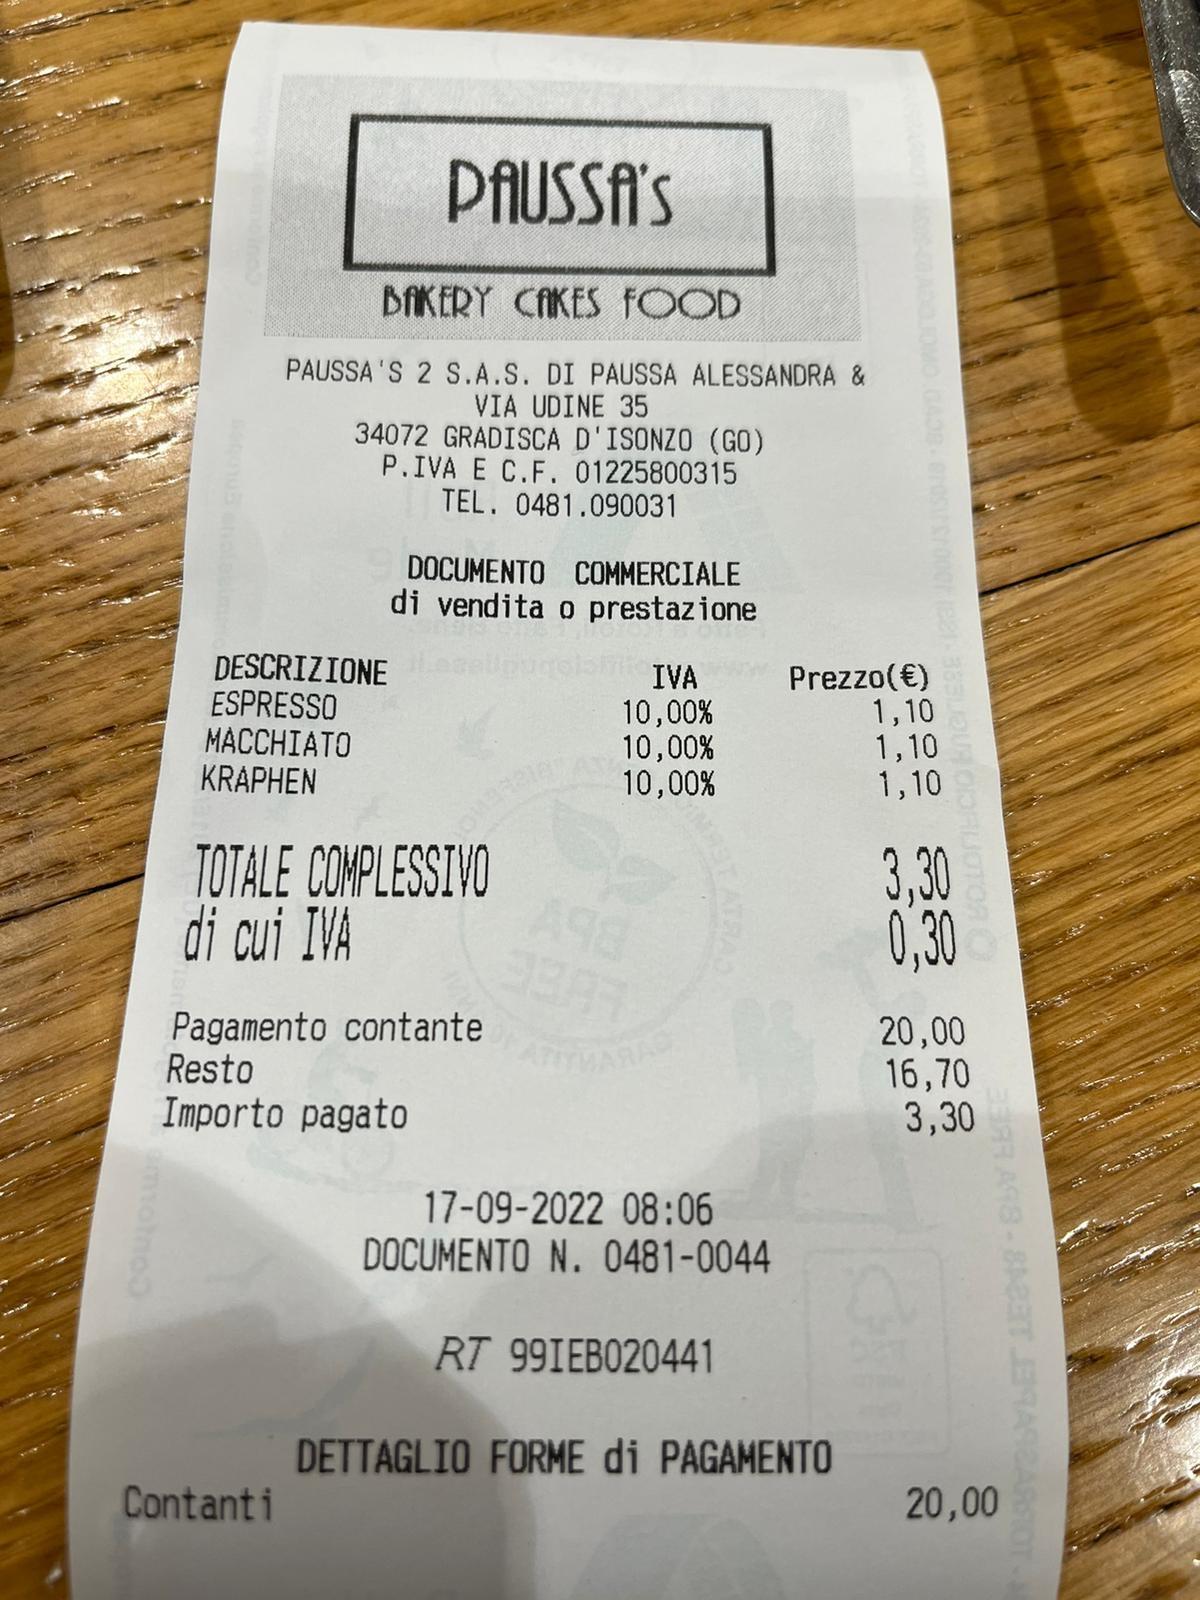 PAUSSA's
BAKERY CAKES FOOD
PAUSSA'S 2 S.A.S. DI PAUSSA ALESSANDRA &
VIA UDINE 35
34072 GRADISCA D'ISONZO (GO)
P.IVA E C.F. 01225800315
TEL. 0481.090031
DOCUMENTO COMMERCIALE
di vendita o prestazione
DESCRIZIONE IVA Prezzo(€)
ESPRESSO 10,00% 1,10
MACCHIATO 10,00% 1,10
KRAPHEN 10,00% 1,10
TOTALE COMPLESSIVO 3,30
di cui IVA 0,30
Pagamento contante 20,00
Resto 16,70
Importo pagato 3,30
17-09-2022 08:06
DOCUMENTO N. 0481-0044
RT 99IEB020441
DETTAGLIO FORME di PAGAMENTO
Contanti 20,00